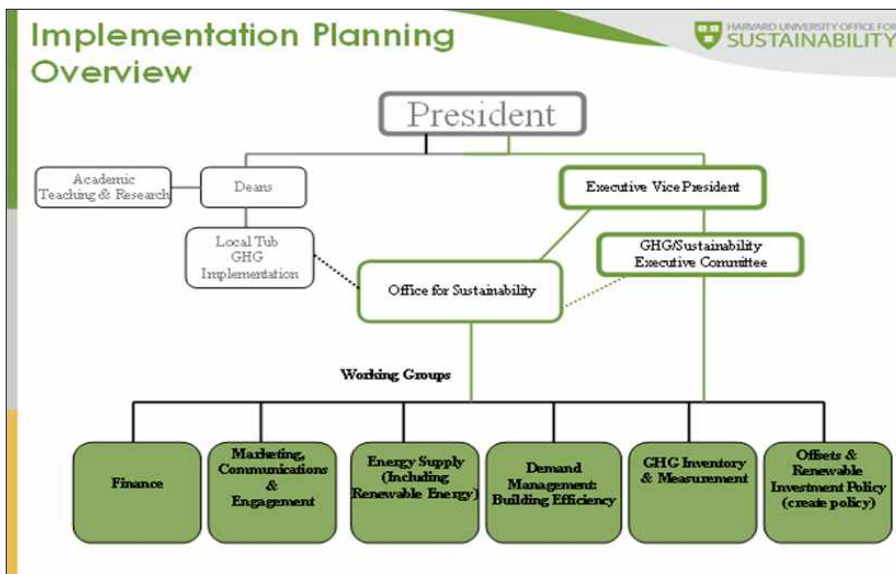 Implementation Planning
Overview
HARVARD UNIVERSITY OFFICE FOR
SUSTAINABILITY
President
Academic
Teaching & Research
Deans
Executive Vice President
Local Tub
GHG
Implementation
GHG/Sustainability
Executive Committee
Office for Sustainability
Working Groups
Finance
Marketing,
Communications
&
Engagement
Energy Supply
(Including
Renewable Energy)
Demand
Management:
Building Efficiency
GHG Inventory
& Measurement
Offsets &
Renewable
Investment Policy
(create policy)